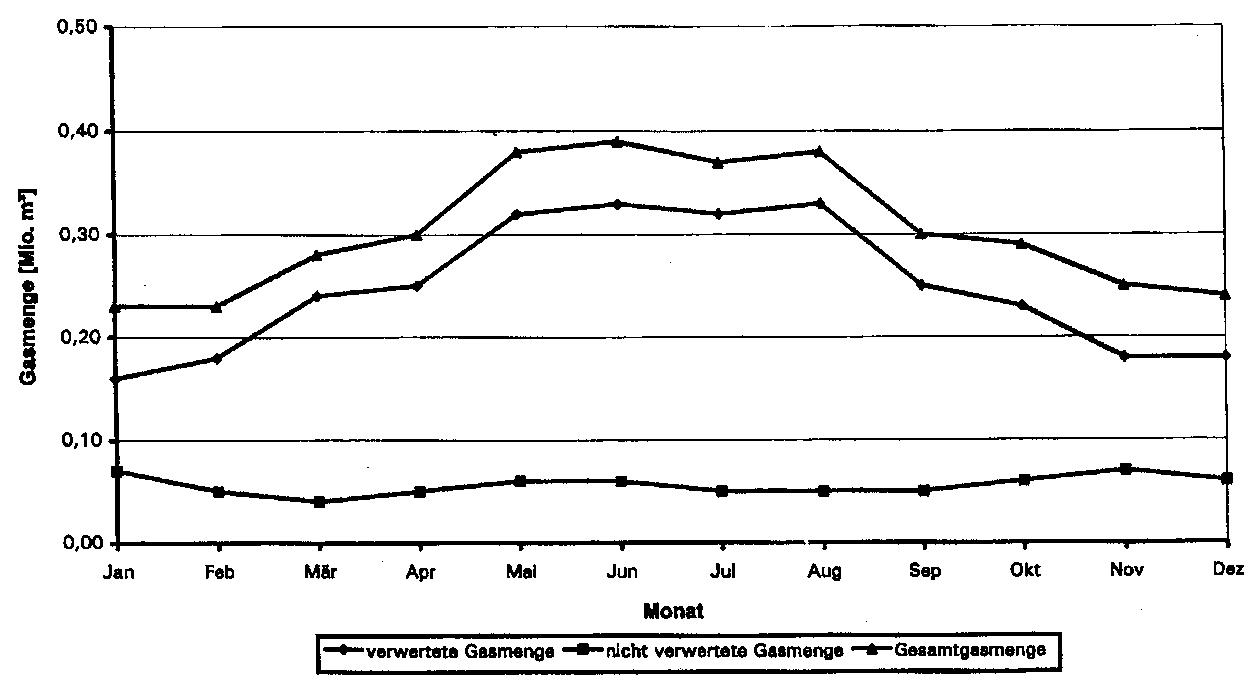 0,50
0,40
0,30
0,20
0,10
0,00
Gasmenge [Mio. m³]
Jan Feb Mär Apr Mai Jun Jul Aug Sep Okt Nov Dez
Monat
verwertete Gasmenge nicht verwertete Gasmenge Gesamtgasmenge